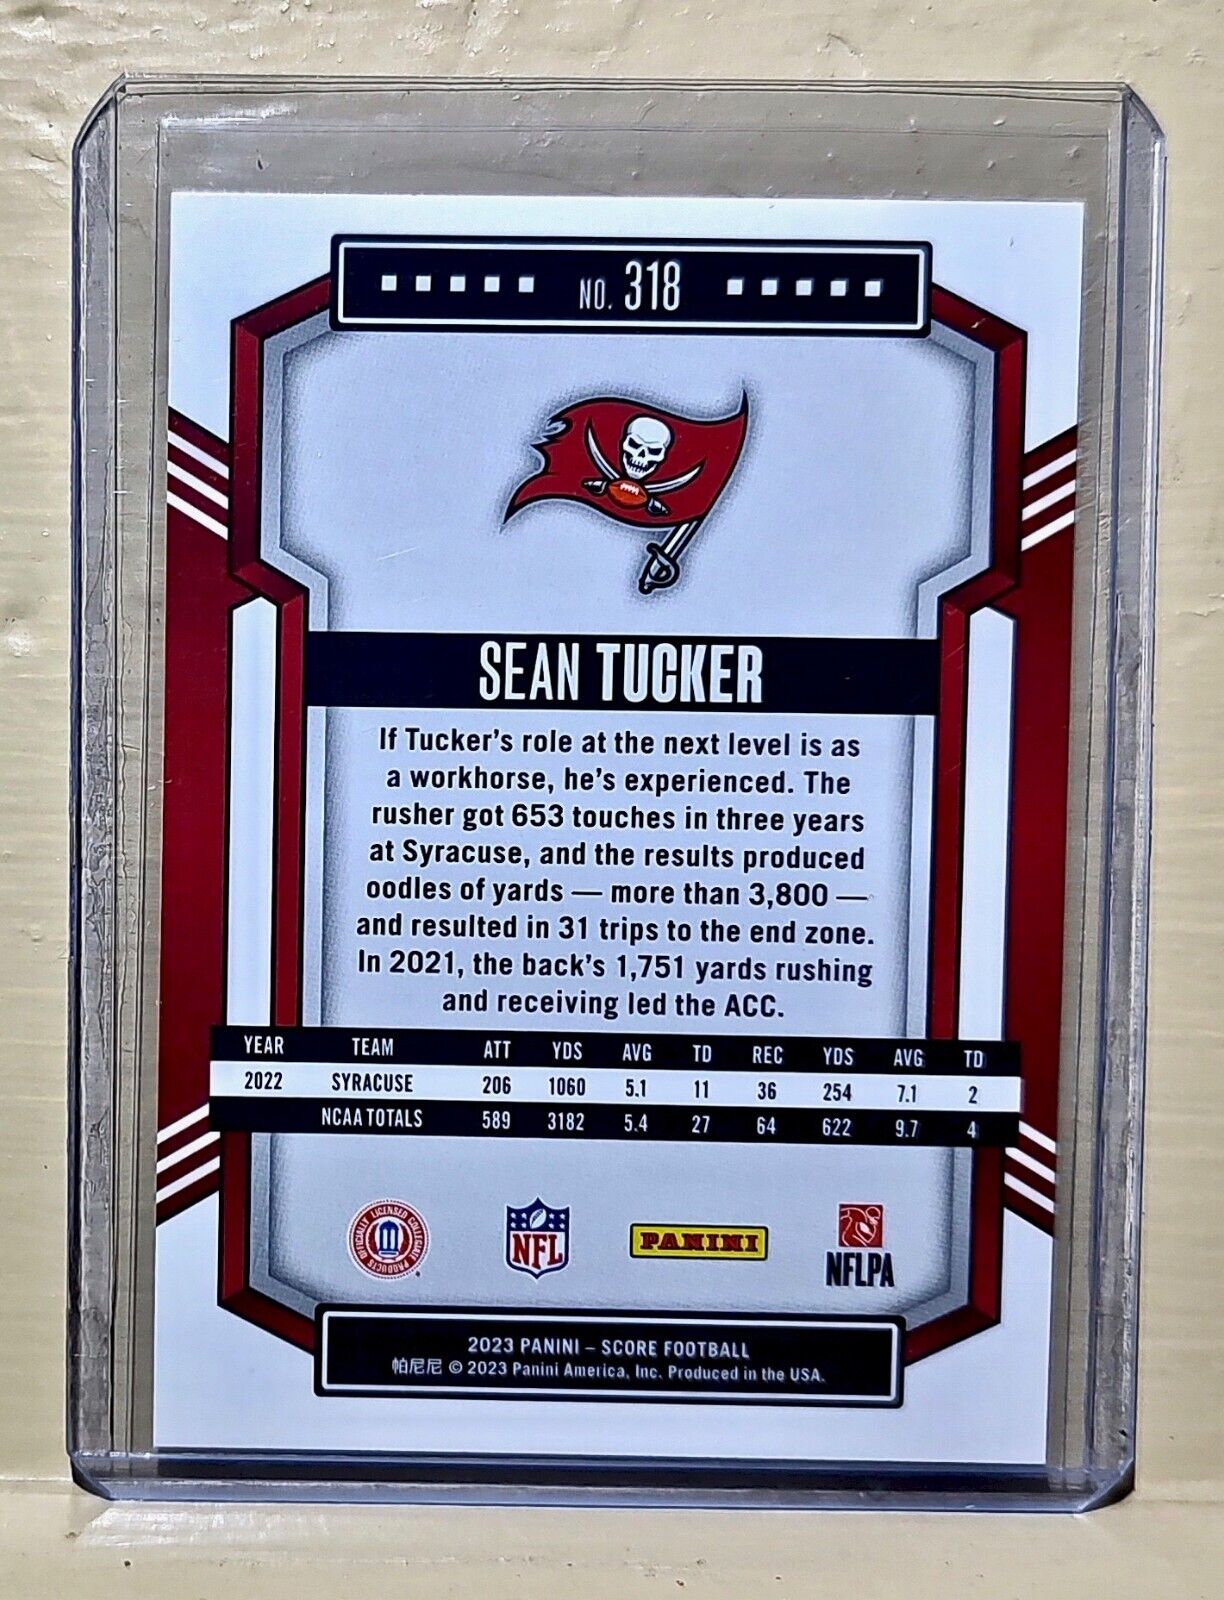 NO. 318
SEAN TUCKER
If Tucker's role at the next level is as
a workhorse, he's experienced. The
rusher got 653 touches in three years
at Syracuse, and the results produced
oodles of yards — more than 3,800 —
and resulted in 31 trips to the end zone.
In 2021, the back's 1,751 yards rushing
and receiving led the ACC.
YEAR TEAM ATT YDS AVG TD REC YDS AVG TD
2022 SYRACUSE 206 1060 5.1 11 36 254 7.1 2
NCAA TOTALS 589 3182 5.4 27 64 622 9.7 4
OFFICIALLY LICENSED COLLEGIATE PRODUCTS
NFL
PANINI
NFLPA
2023 PANINI – SCORE FOOTBALL
帕尼尼 © 2023 Panini America, Inc. Produced in the USA.